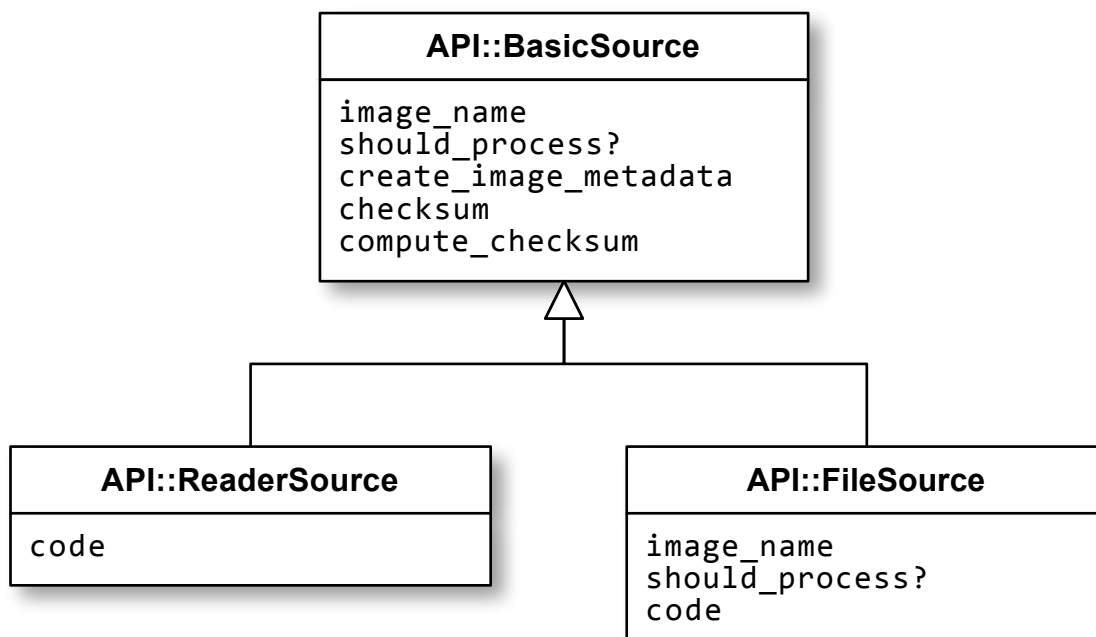 API::BasicSource
image_name
should_process?
create_image_metadata
checksum
compute_checksum
API::ReaderSource
code
API::FileSource
image_name
should_process?
code